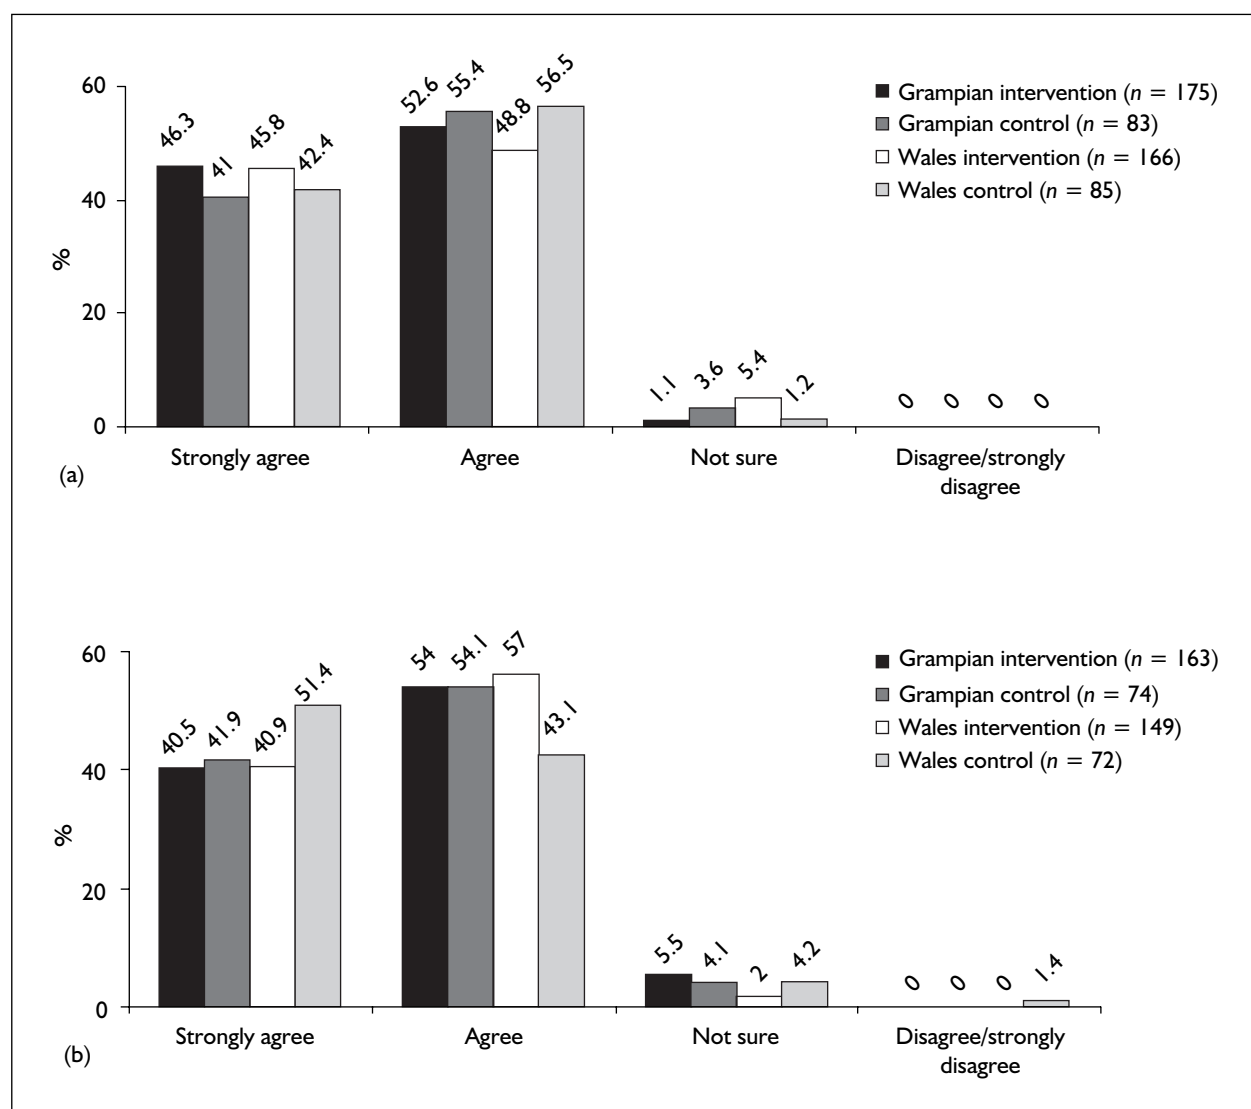 60
40
20
0
%
46.3
41
45.8
42.4
52.6
55.4
48.8
56.5
1.1
3.6
5.4
1.2
0
0
0
0
Grampian intervention (n = 175)
Grampian control (n = 83)
Wales intervention (n = 166)
Wales control (n = 85)
Strongly agree
Agree
Not sure
Disagree/strongly
disagree
(a)
60
40
20
0
%
40.5
41.9
40.9
51.4
54
54.1
57
43.1
5.5
4.1
2
4.2
0
0
0
1.4
Grampian intervention (n = 163)
Grampian control (n = 74)
Wales intervention (n = 149)
Wales control (n = 72)
Strongly agree
Agree
Not sure
Disagree/strongly
disagree
(b)